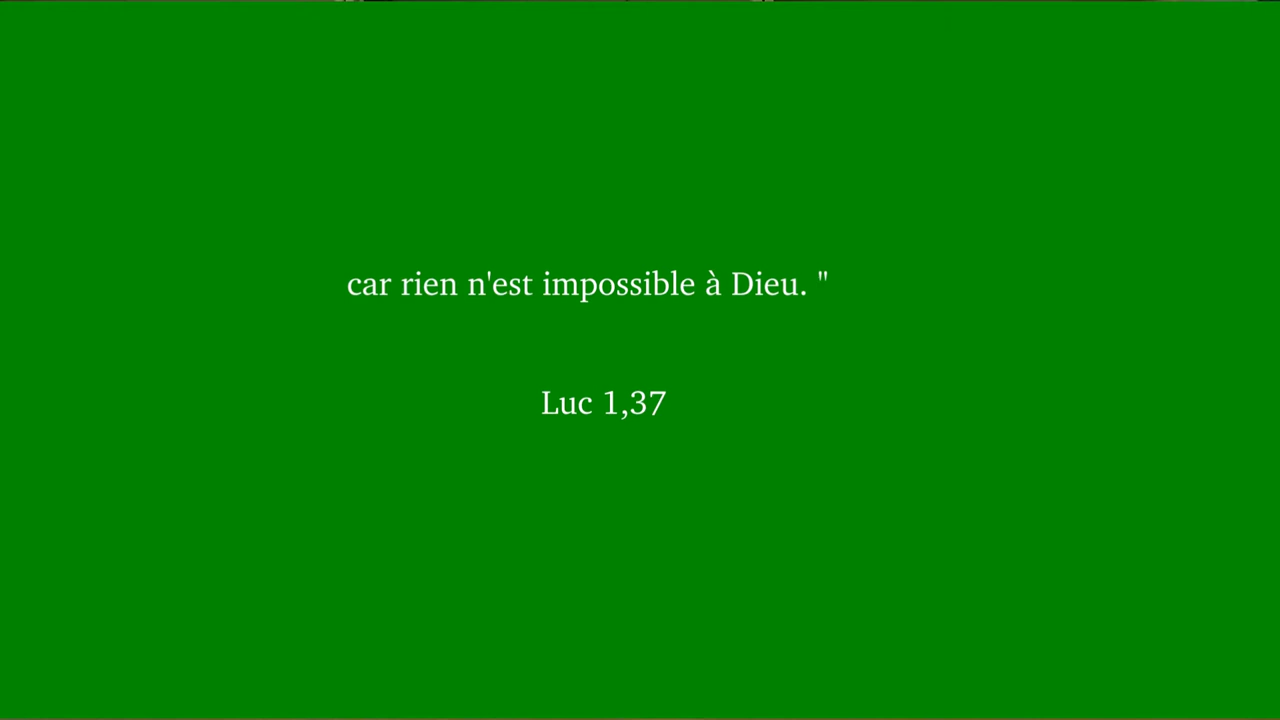 car rien n'est impossible à Dieu. "
Luc 1,37